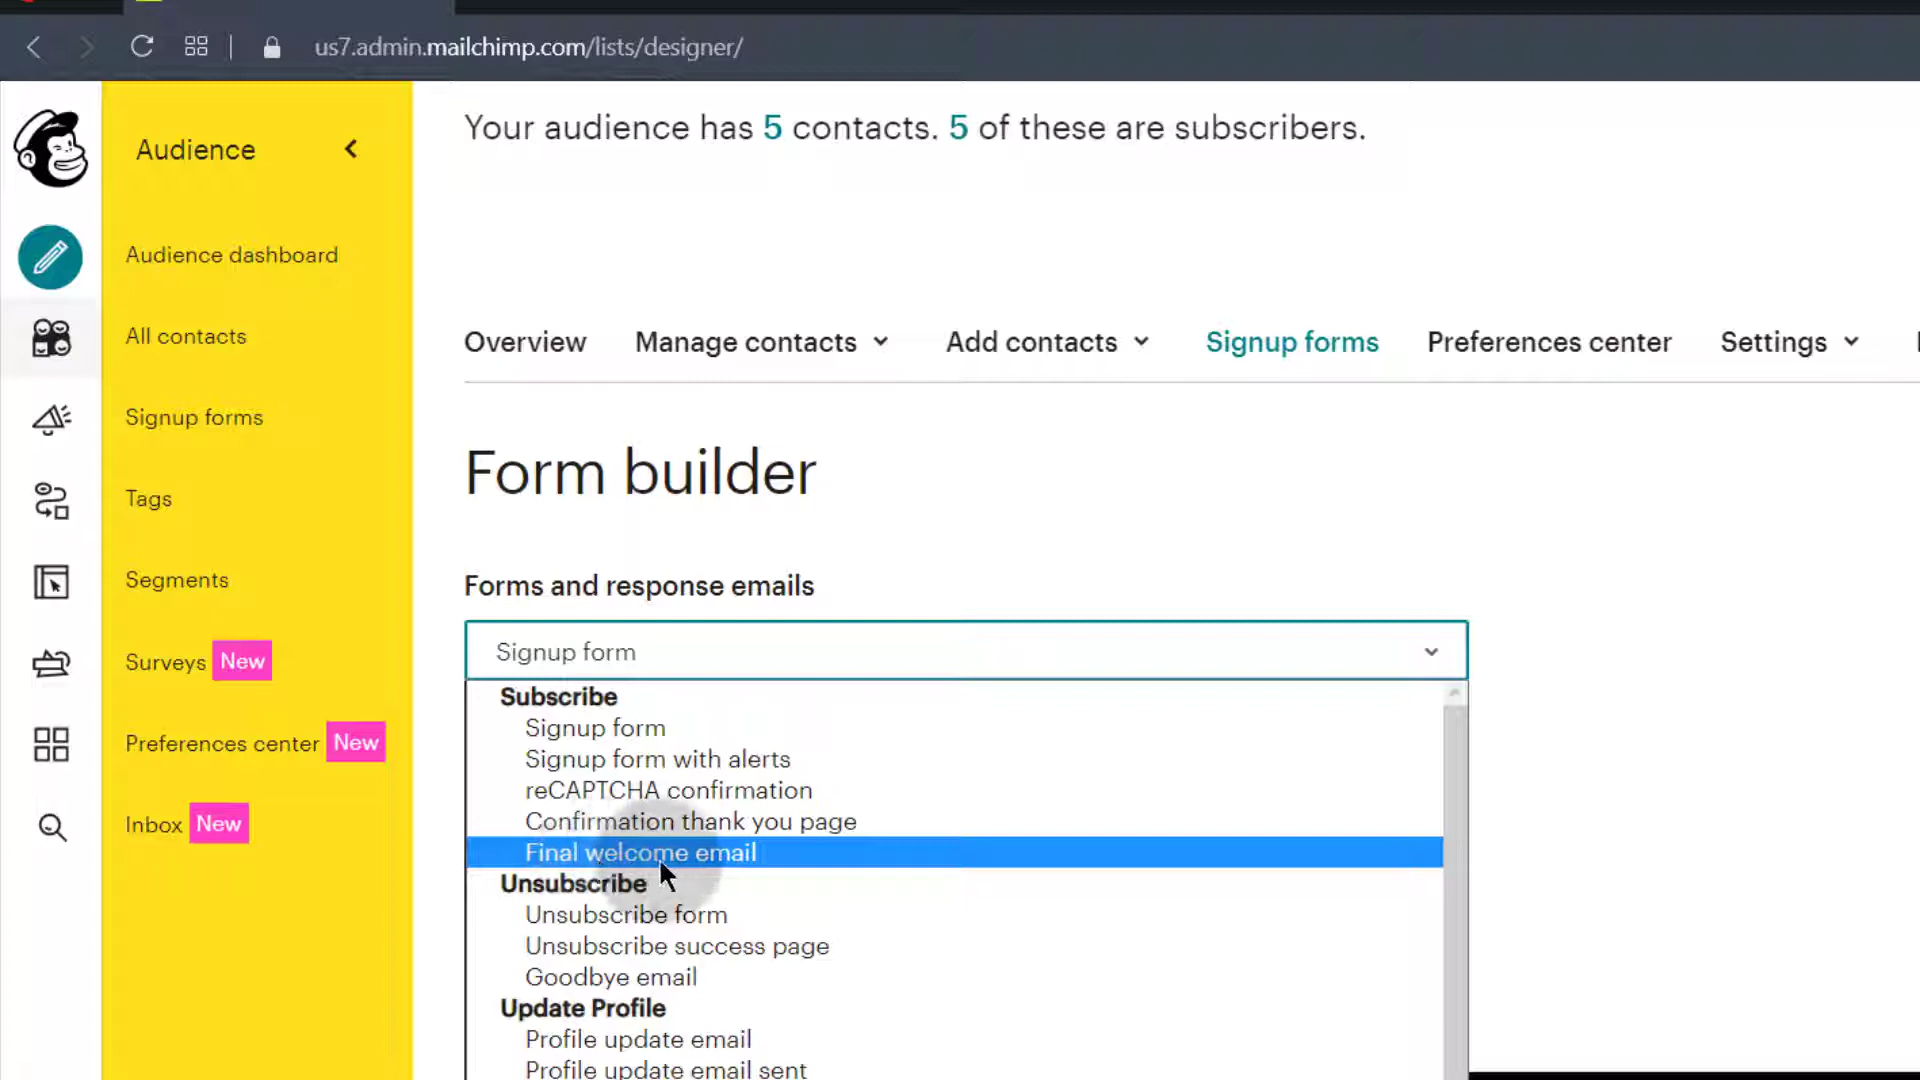 us7.admin.mailchimp.com/lists/designer/
Audience
Audience dashboard
All contacts
Signup forms
Tags
Segments
Surveys New
Preferences center New
Inbox New
Your audience has 5 contacts. 5 of these are subscribers.
Overview Manage contacts Add contacts Signup forms Preferences center Settings
Form builder
Forms and response emails
Signup form
Subscribe
Signup form
Signup form with alerts
reCAPTCHA confirmation
Confirmation thank you page
Final welcome email
Unsubscribe
Unsubscribe form
Unsubscribe success page
Goodbye email
Update Profile
Profile update email
Profile update email sent